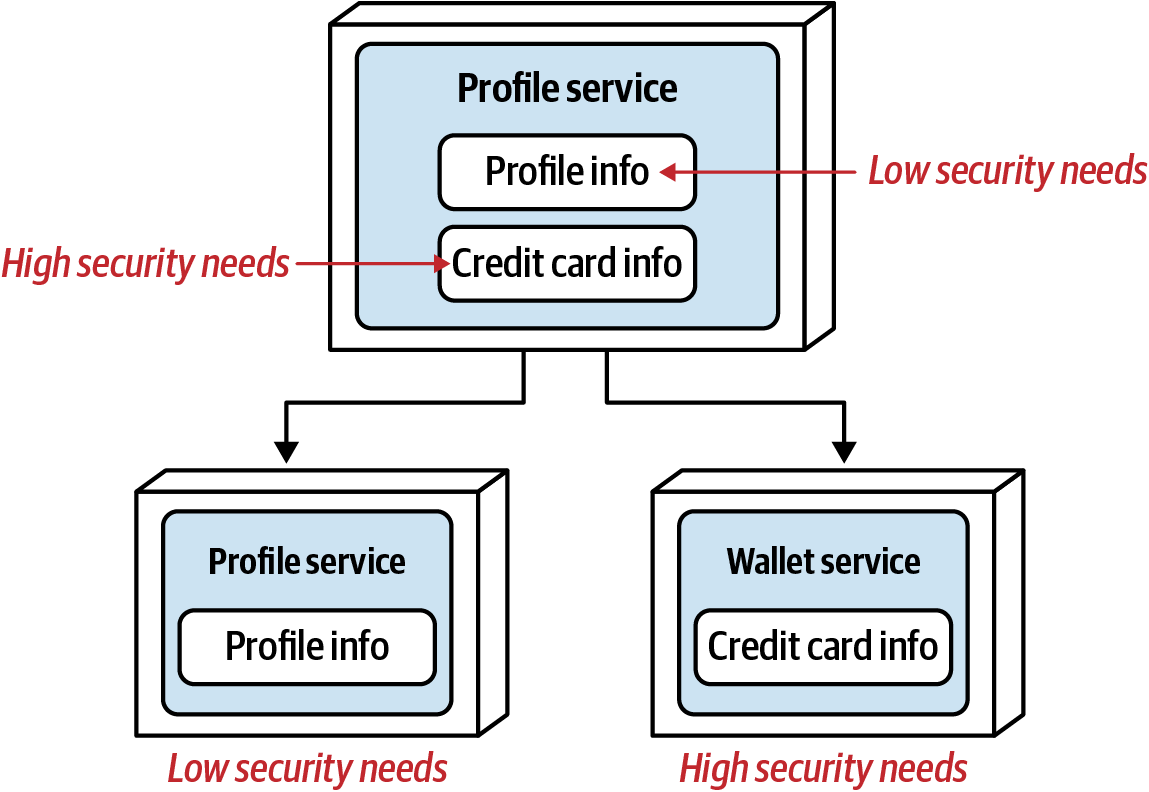 Profile service
Profile info
Low security needs
High security needs
Credit card info
Profile service
Profile info
Low security needs
Wallet service
Credit card info
High security needs